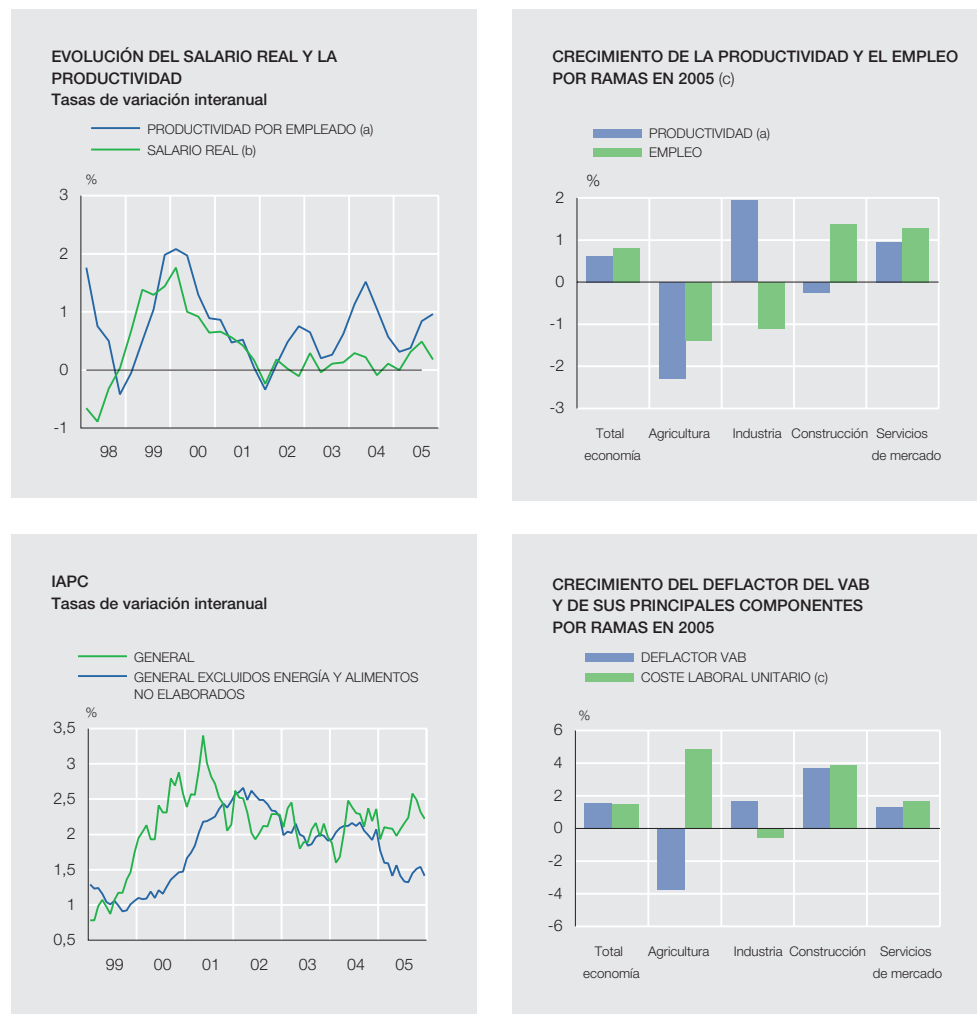 EVOLUCIÓN DEL SALARIO REAL Y LA
PRODUCTIVIDAD
Tasas de variación interanual
PRODUCTIVIDAD POR EMPLEADO (a)
SALARIO REAL (b)
%
3
2
1
0
-1
98 99 00 01 02 03 04 05
CRECIMIENTO DE LA PRODUCTIVIDAD Y EL EMPLEO
POR RAMAS EN 2005 (c)
PRODUCTIVIDAD (a)
EMPLEO
%
2
1
0
-1
-2
-3
Total Agricultura Industria Construcción Servicios
economía de mercado
IAPC
Tasas de variación interanual
GENERAL
GENERAL EXCLUIDOS ENERGÍA Y ALIMENTOS
NO ELABORADOS
%
3,5
3
2,5
2
1,5
1
0,5
99 00 01 02 03 04 05
CRECIMIENTO DEL DEFLACTOR DEL VAB
Y DE SUS PRINCIPALES COMPONENTES
POR RAMAS EN 2005
DEFLACTOR VAB
COSTE LABORAL UNITARIO (c)
%
6
4
2
0
-2
-4
-6
Total Agricultura Industria Construcción Servicios
economía de mercado